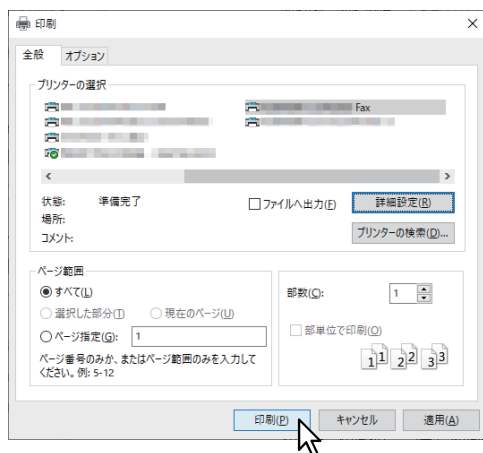 印刷
全般 オプション
プリンターの選択
Fax
状態: 準備完了
場所:
コメント:
ファイルへ出力(F)
詳細設定(R)
プリンターの検索(D)...
ページ範囲
すべて(L)
選択した部分(T) 現在のページ(U)
ページ指定(G): 1
ページ番号のみか、またはページ範囲のみを入力して
ください。例: 5-12
部数(C): 1
部単位で印刷(O)
1 1 2 2 3 3
印刷(P) キャンセル 適用(A)